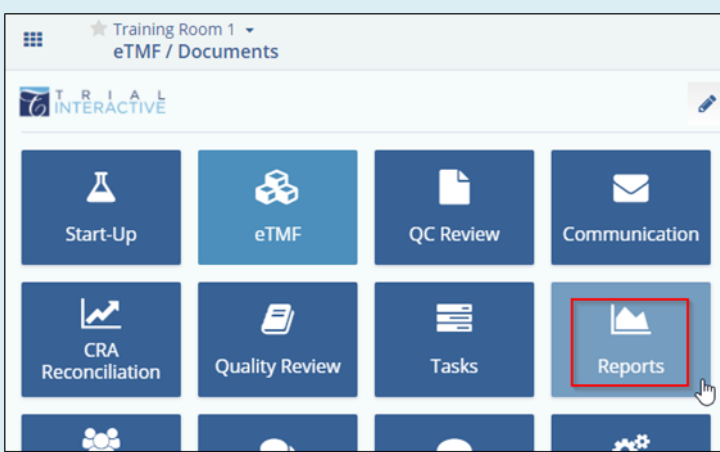 Training Room 1
eTMF / Documents
TRIAL
INTERACTIVE
Start-Up
eTMF
QC Review
Communication
CRA
Reconciliation
Quality Review
Tasks
Reports